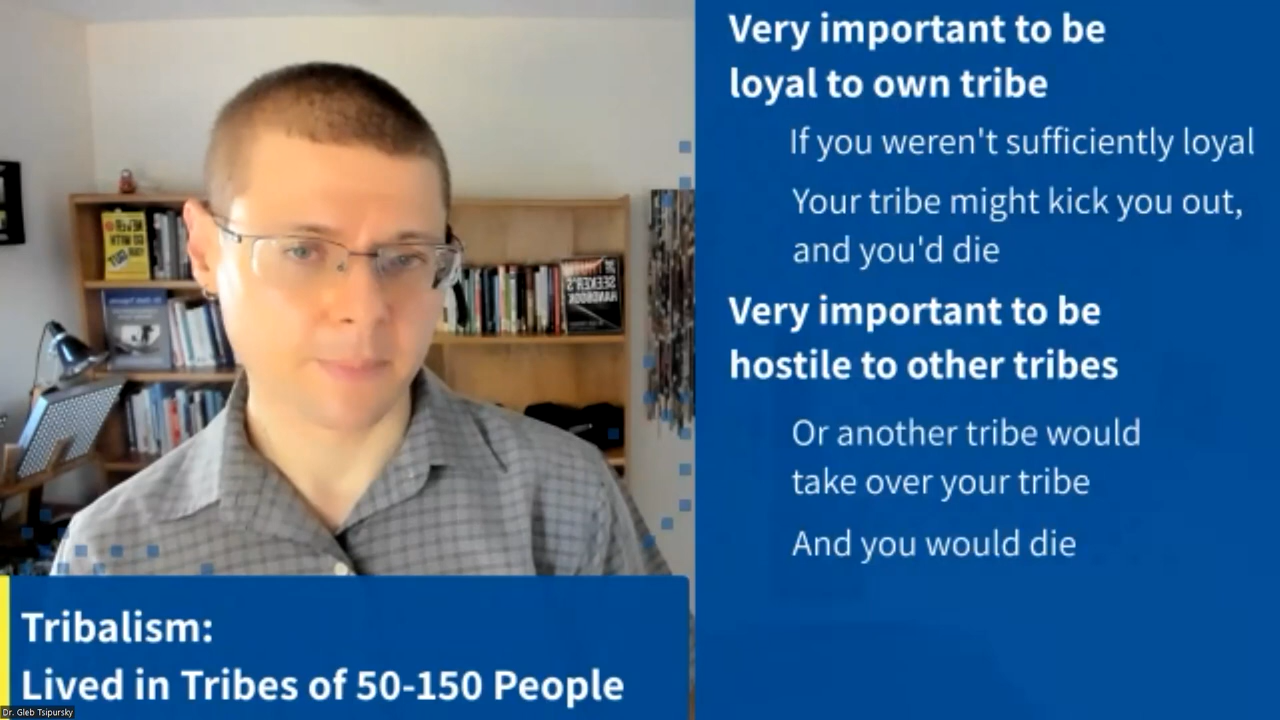 Very important to be
loyal to own tribe
If you weren't sufficiently loyal
Your tribe might kick you out,
and you'd die
Very important to be
hostile to other tribes
Or another tribe would
take over your tribe
And you would die
SEEKER'S
HANDBOOK
Tribalism:
Lived in Tribes of 50-150 People
Dr. Gleb Tsipursky